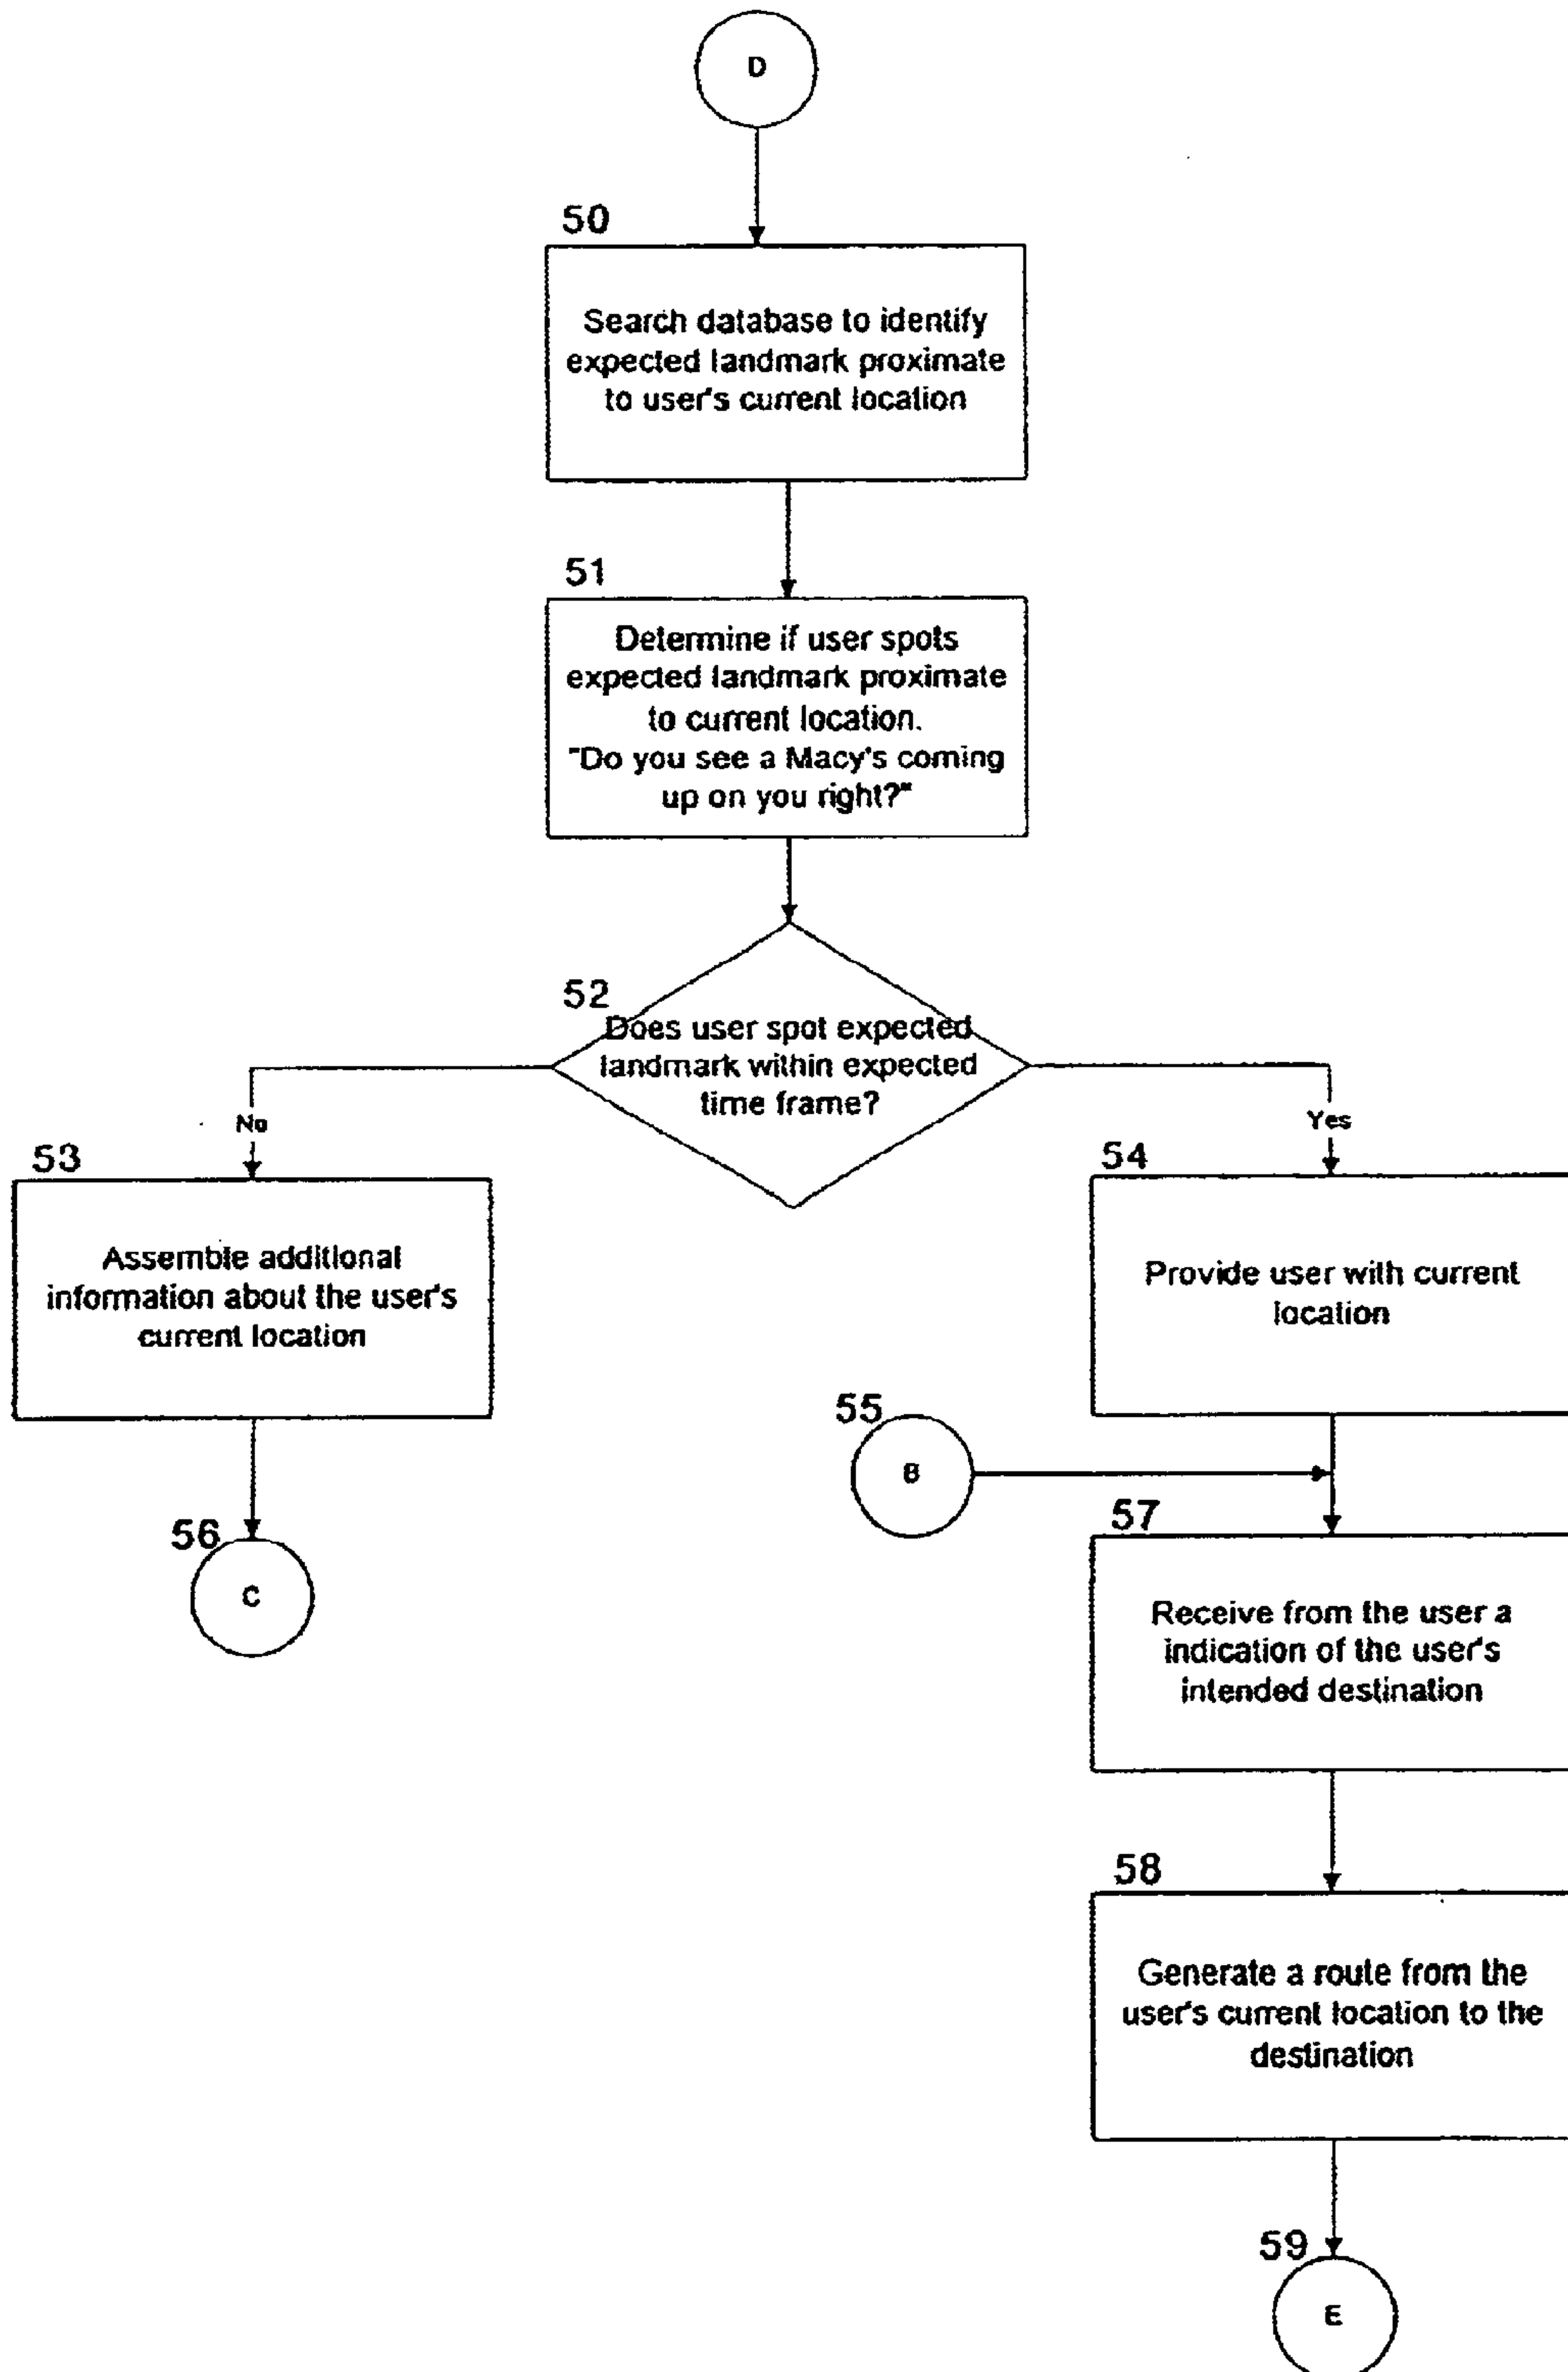 D
50
Search database to identify
expected landmark proximate
to user's current location
51
Determine if user spots
expected landmark proximate
to current location.
"Do you see a Macy's coming
up on you right?"
52
Does user spot expected
landmark within expected
time frame?
No
Yes
53
Assemble additional
information about the user's
current location
54
Provide user with current
location
55
B
56
C
57
Receive from the user a
indication of the user's
intended destination
58
Generate a route from the
user's current location to the
destination
59
E